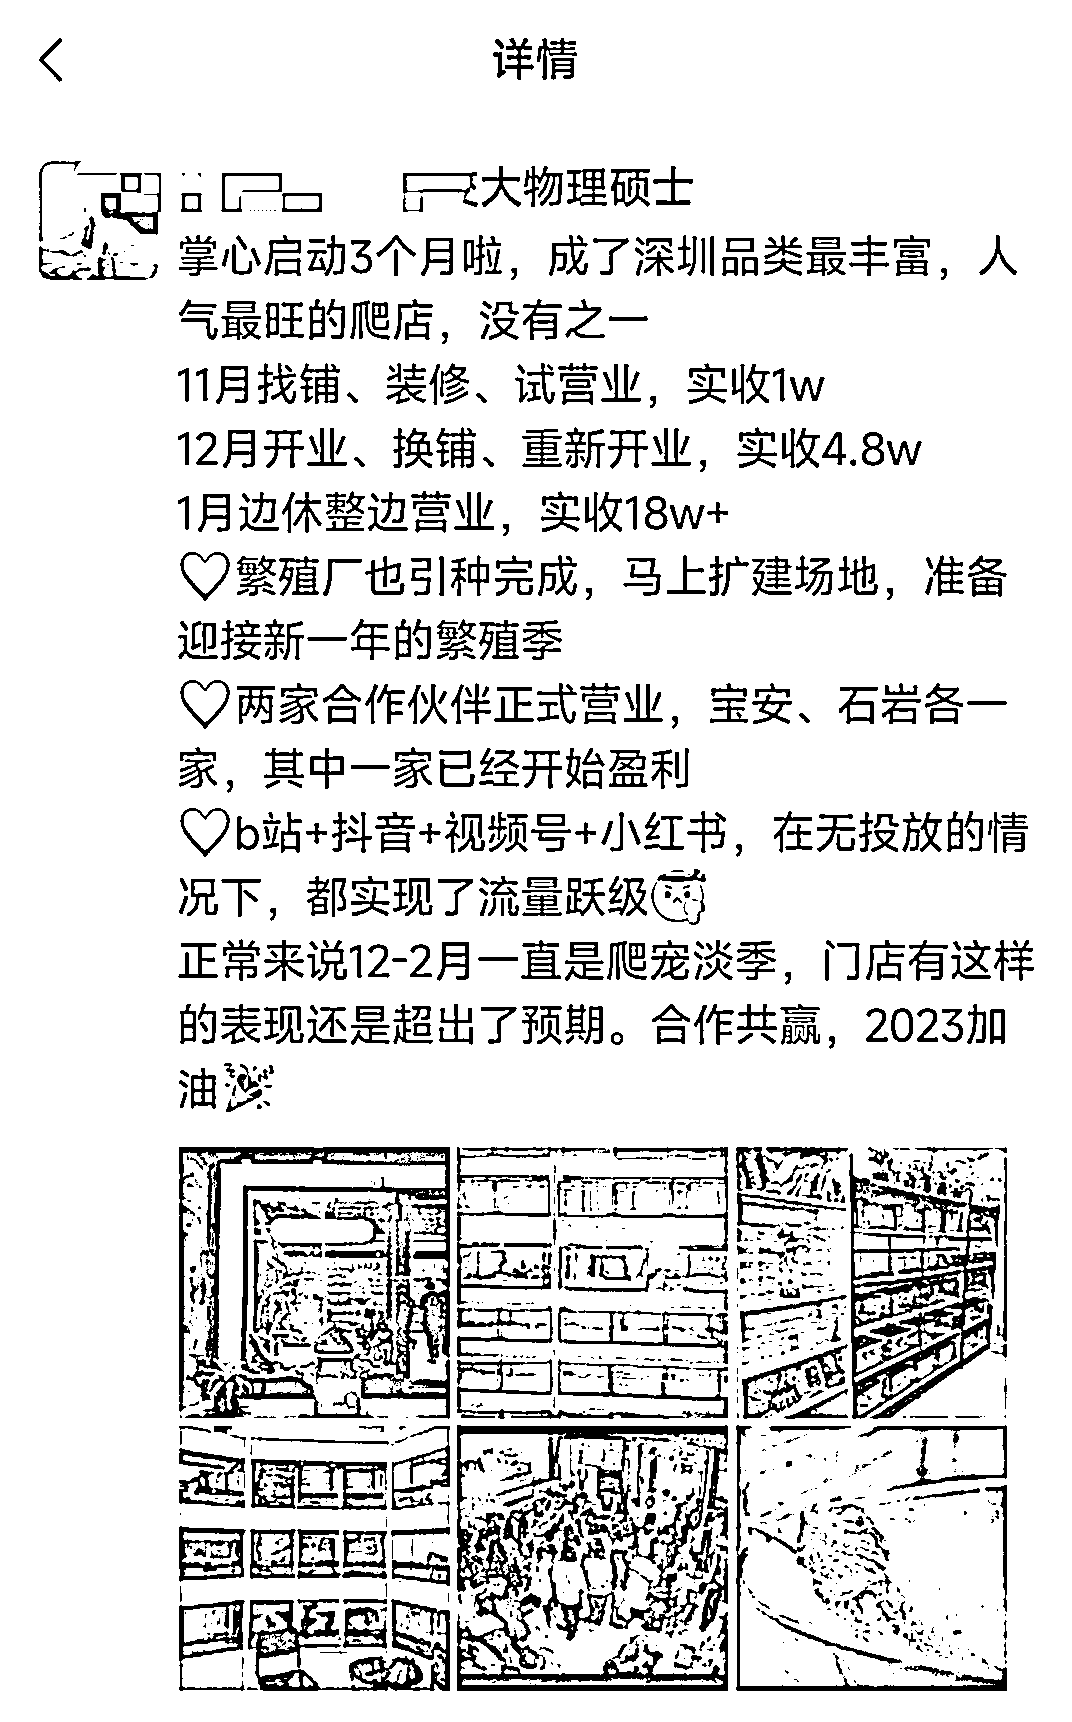 详情
大物理硕士
掌心启动3个月啦，成了深圳品类最丰富，人
气最旺的爬店，没有之一
11月找铺、装修、试营业，实收1w
12月开业、换铺、重新开业，实收4.8w
1月边休整边营业，实收18w+
♡繁殖厂也引种完成，马上扩建场地，准备
迎接新一年的繁殖季
♡两家合作伙伴正式营业，宝安、石岩各一
家，其中一家已经开始盈利
♡b站+抖音+视频号+小红书，在无投放的情
况下，都实现了流量跃级
正常来说12-2月一直是爬宠淡季，门店有这样
的表现还是超出了预期。合作共赢，2023加
油